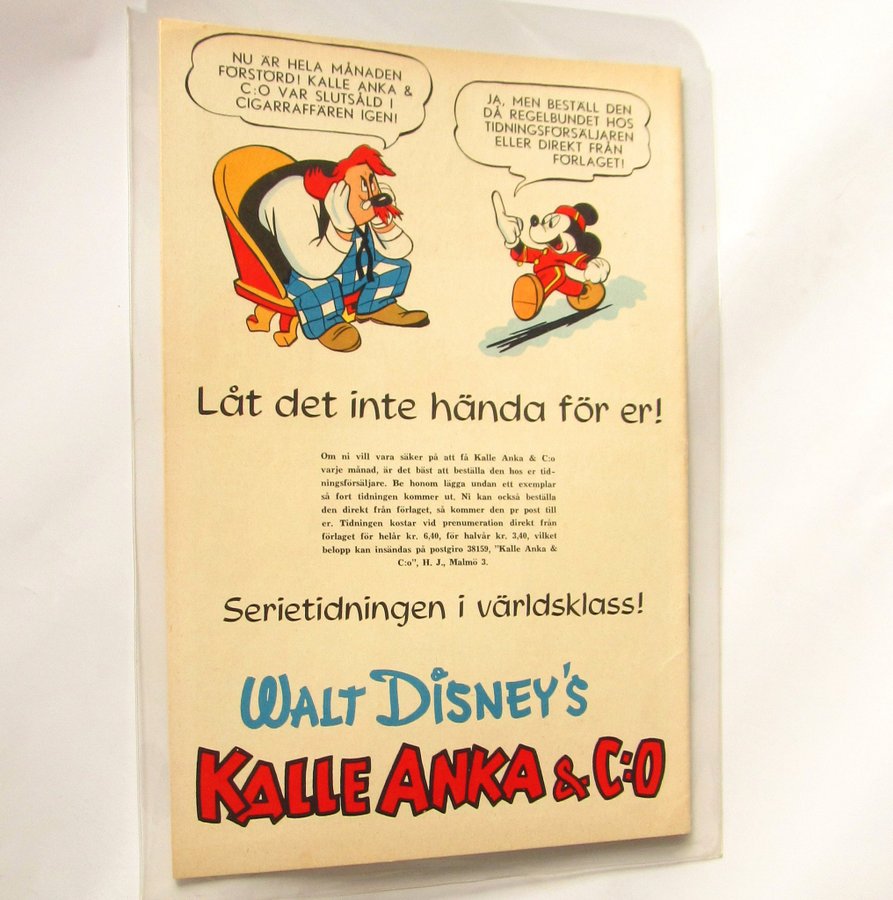 NU ÄR HELA MÅNADEN
FÖRSTÖRD! KALLE ANKA &
C:O VAR SLUTSÅLD I
CIGARRAFFÄREN IGEN!
JA, MEN BESTÄLL DEN
DÅ REGELBUNDET HOS
TIDNINGSFÖRSÄLJAREN
ELLER DIREKT FRÅN
FÖRLAGET!
Låt det inte hända för er!
Om ni vill vara säker på att få Kalle Anka & C:o
varje månad, är det bäst att beställa den hos er tid-
ningsförsäljare. Be honom lägga undan ett exemplar
så fort tidningen kommer ut. Ni kan också beställa
den direkt från förlaget, så kommer den pr post till
er. Tidningen kostar vid prenumeration direkt från
förlaget för helår kr. 6,40, för halvår kr. 3,40, vilket
belopp kan insändas på postgiro 38159, "Kalle Anka &
C:o", H. J., Malmö 3.
Serietidningen i världsklass!
WALT DISNEY'S
KALLE ANKA & C:O